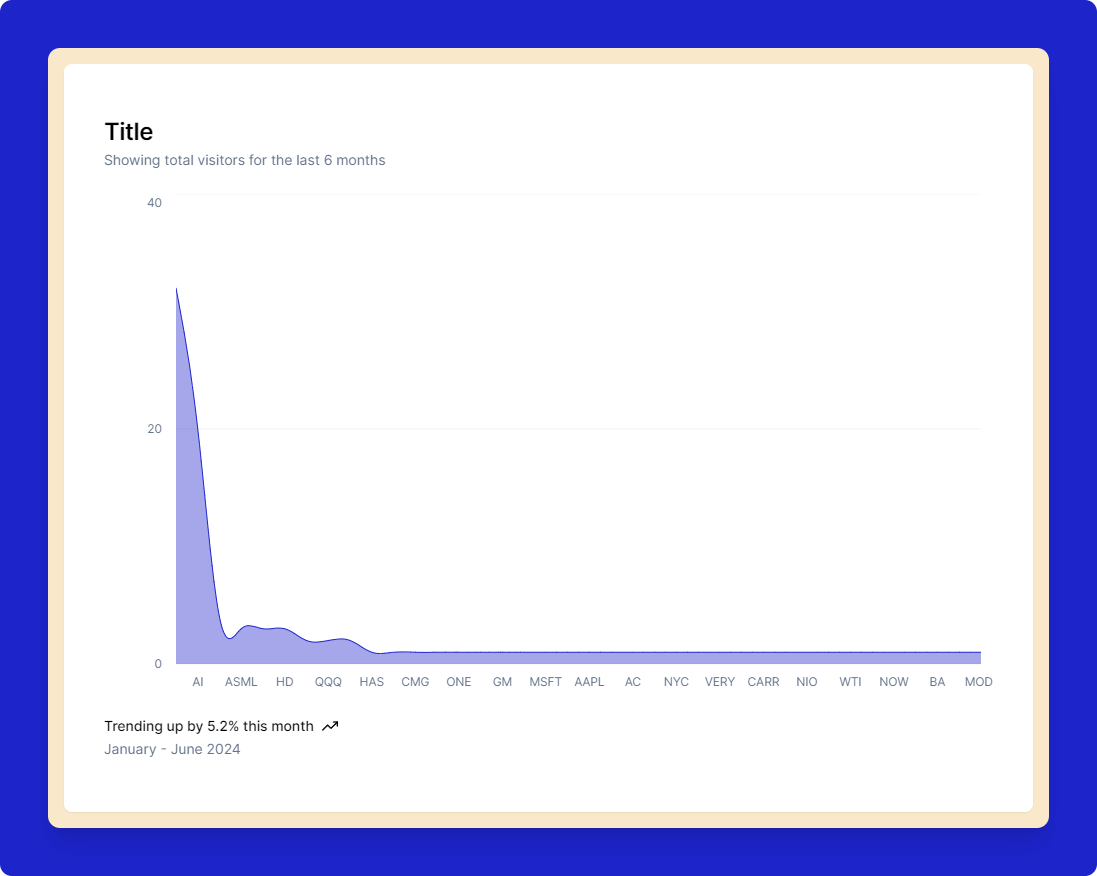 Title
Showing total visitors for the last 6 months
40
20
0
AI ASML HD QQQ HAS CMG ONE GM MSFT AAPL AC NYC VERY CARR NIO WTI NOW BA MOD
Trending up by 5.2% this month
January - June 2024